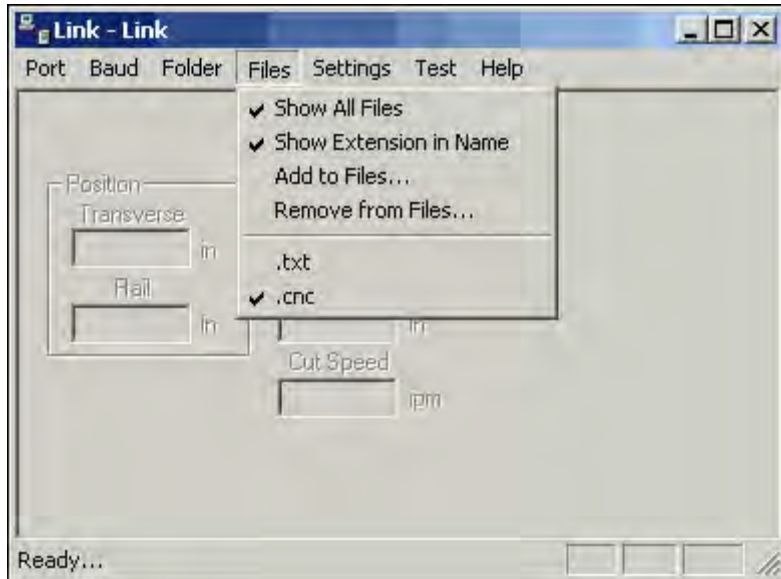 Link - Link
Port Baud Folder Files Settings Test Help
Show All Files
Show Extension in Name
Add to Files...
Remove from Files...
.txt
.cnc
Position
Transverse
in
Rail
in
in
Cut Speed
ipm
Ready...